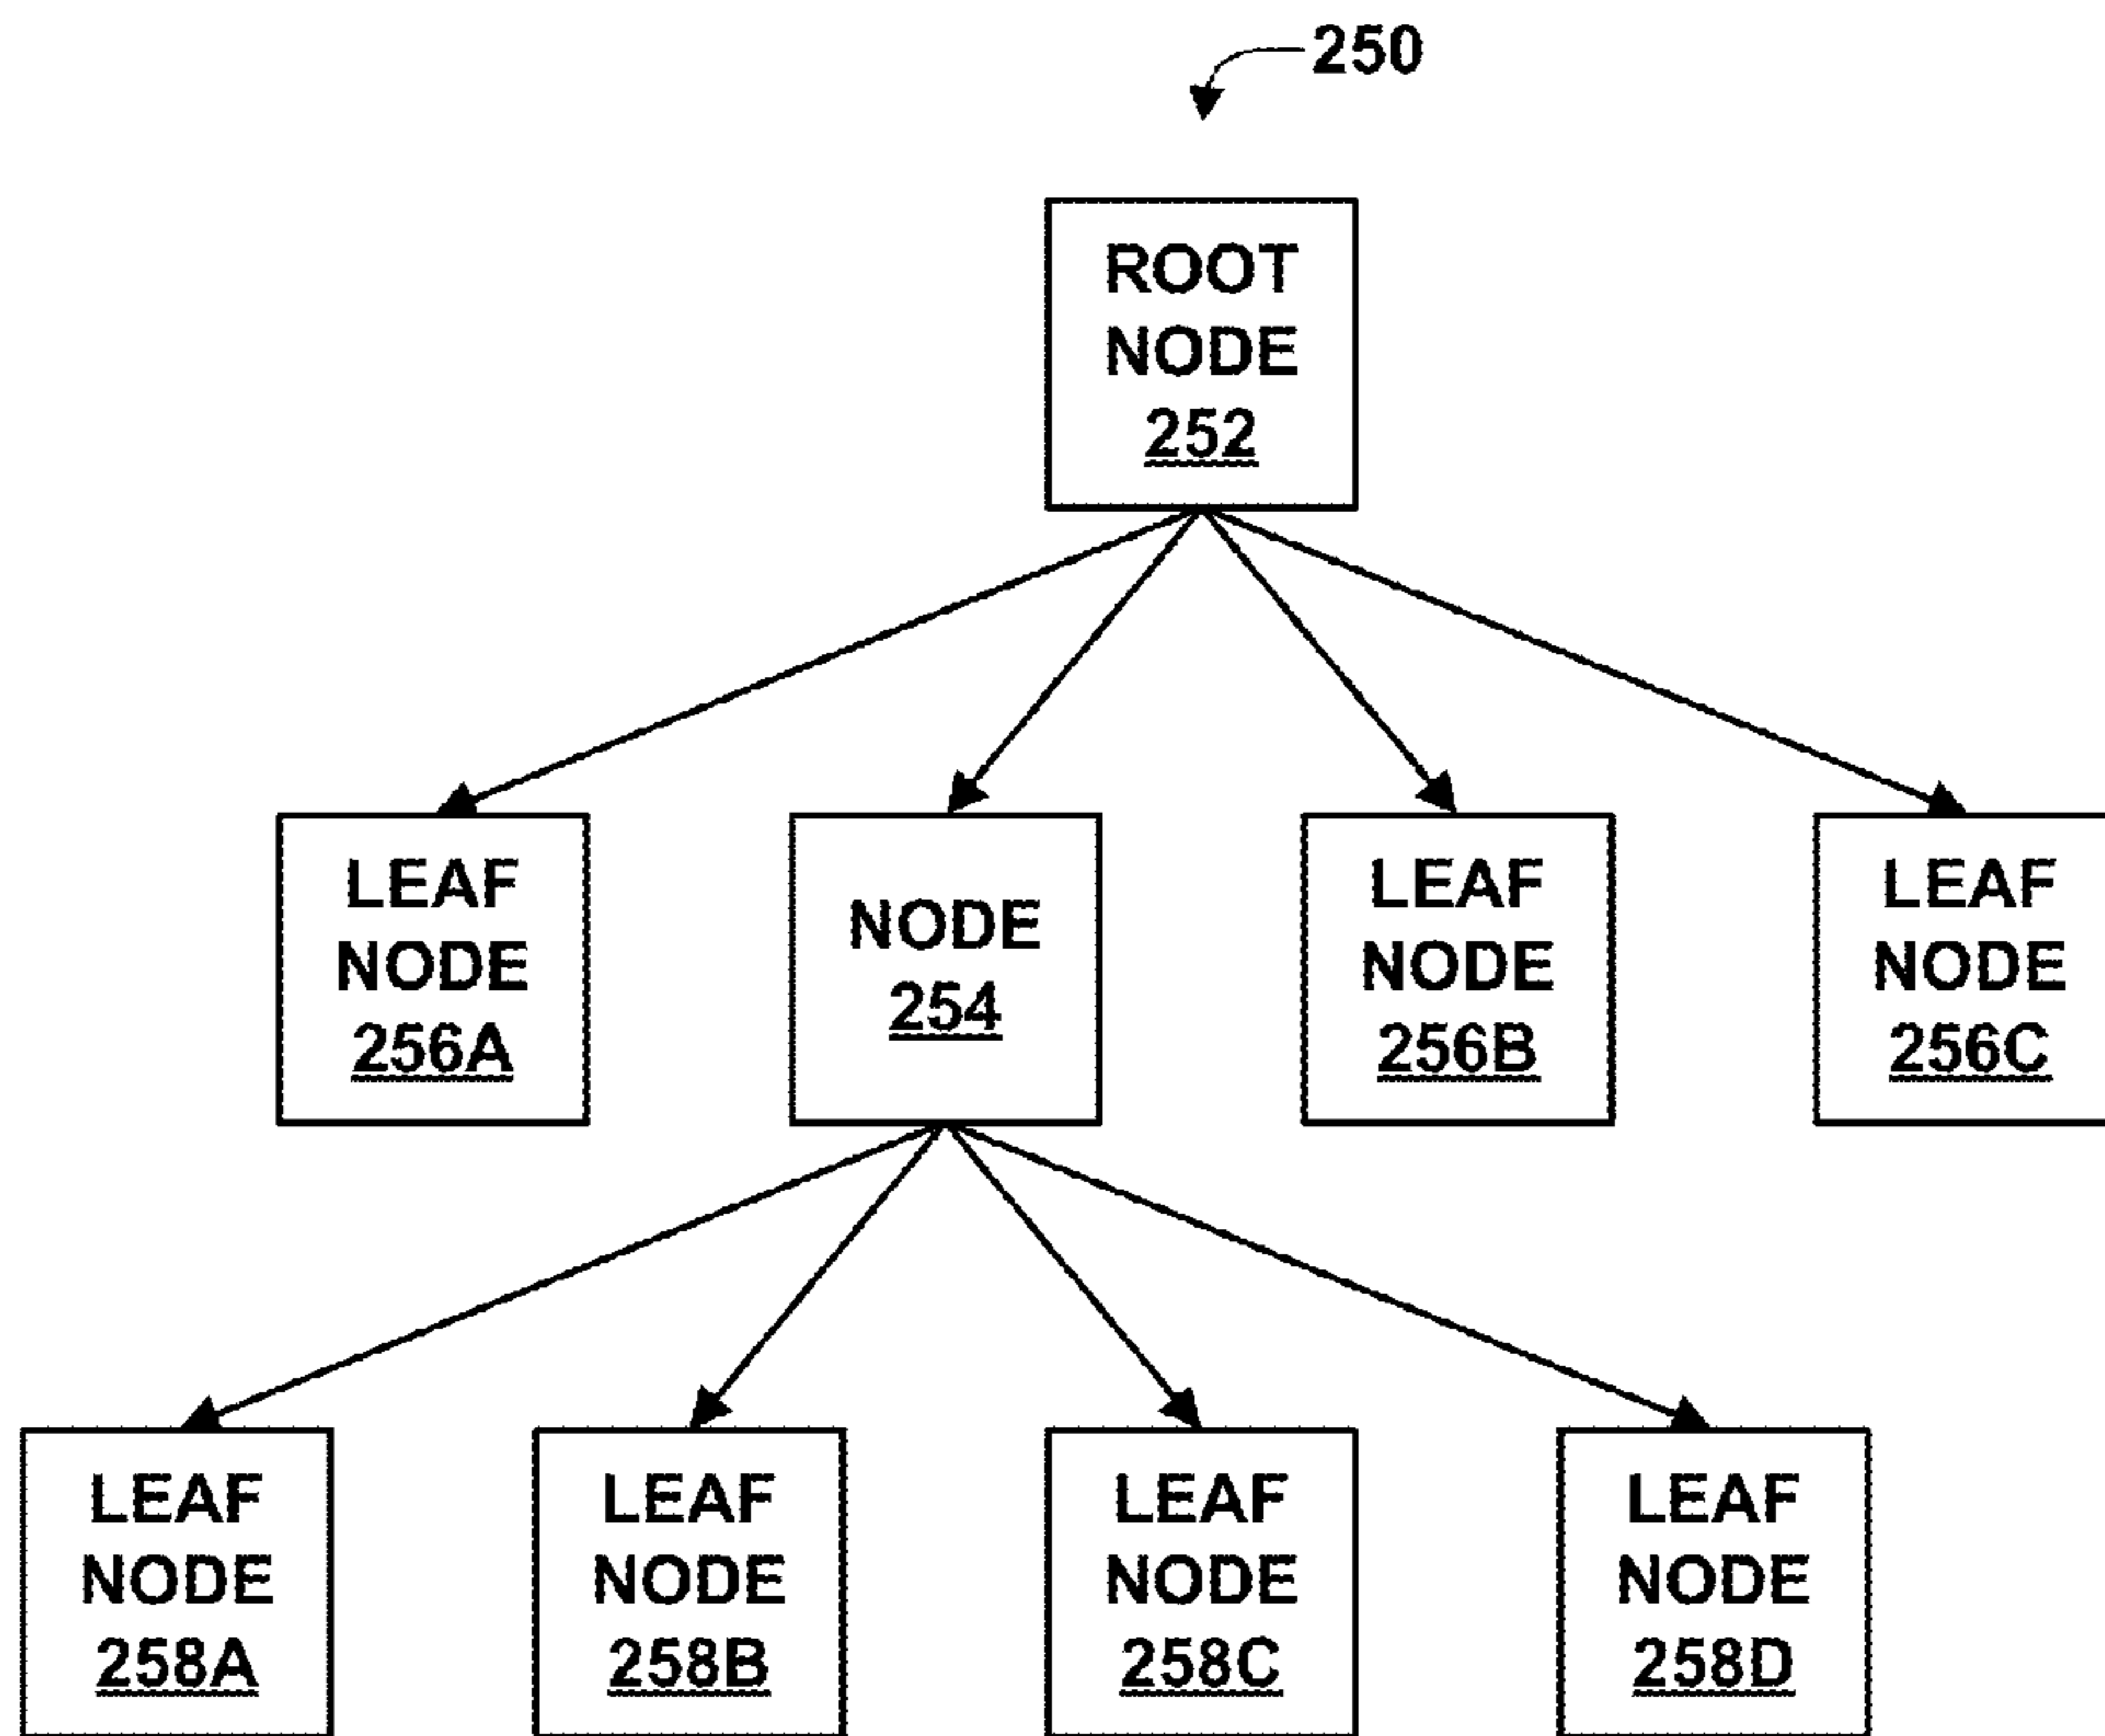 250
ROOT
NODE
252
LEAF
NODE
256A
NODE
254
LEAF
NODE
256B
LEAF
NODE
256C
LEAF
NODE
258A
LEAF
NODE
258B
LEAF
NODE
258C
LEAF
NODE
258D